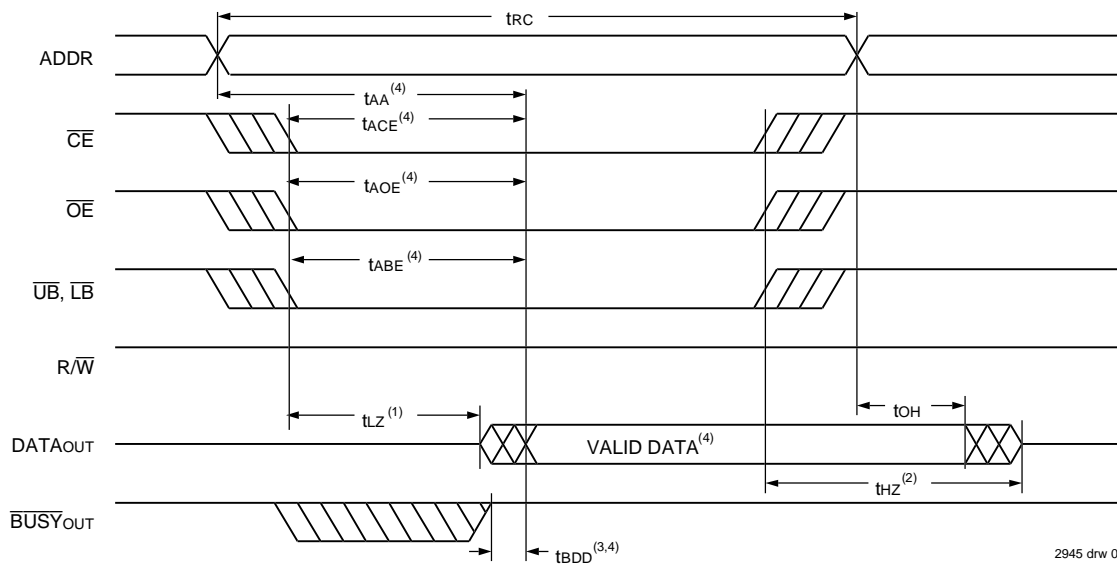 tRC
ADDR
tAA(4)
CE
tACE(4)
OE
tAOE(4)
UB, LB
tABE(4)
R/W
tLZ(1)
tOH
DATAOUT
VALID DATA(4)
tHZ(2)
BUSYOUT
tBDD(3,4)
2945 drw 0